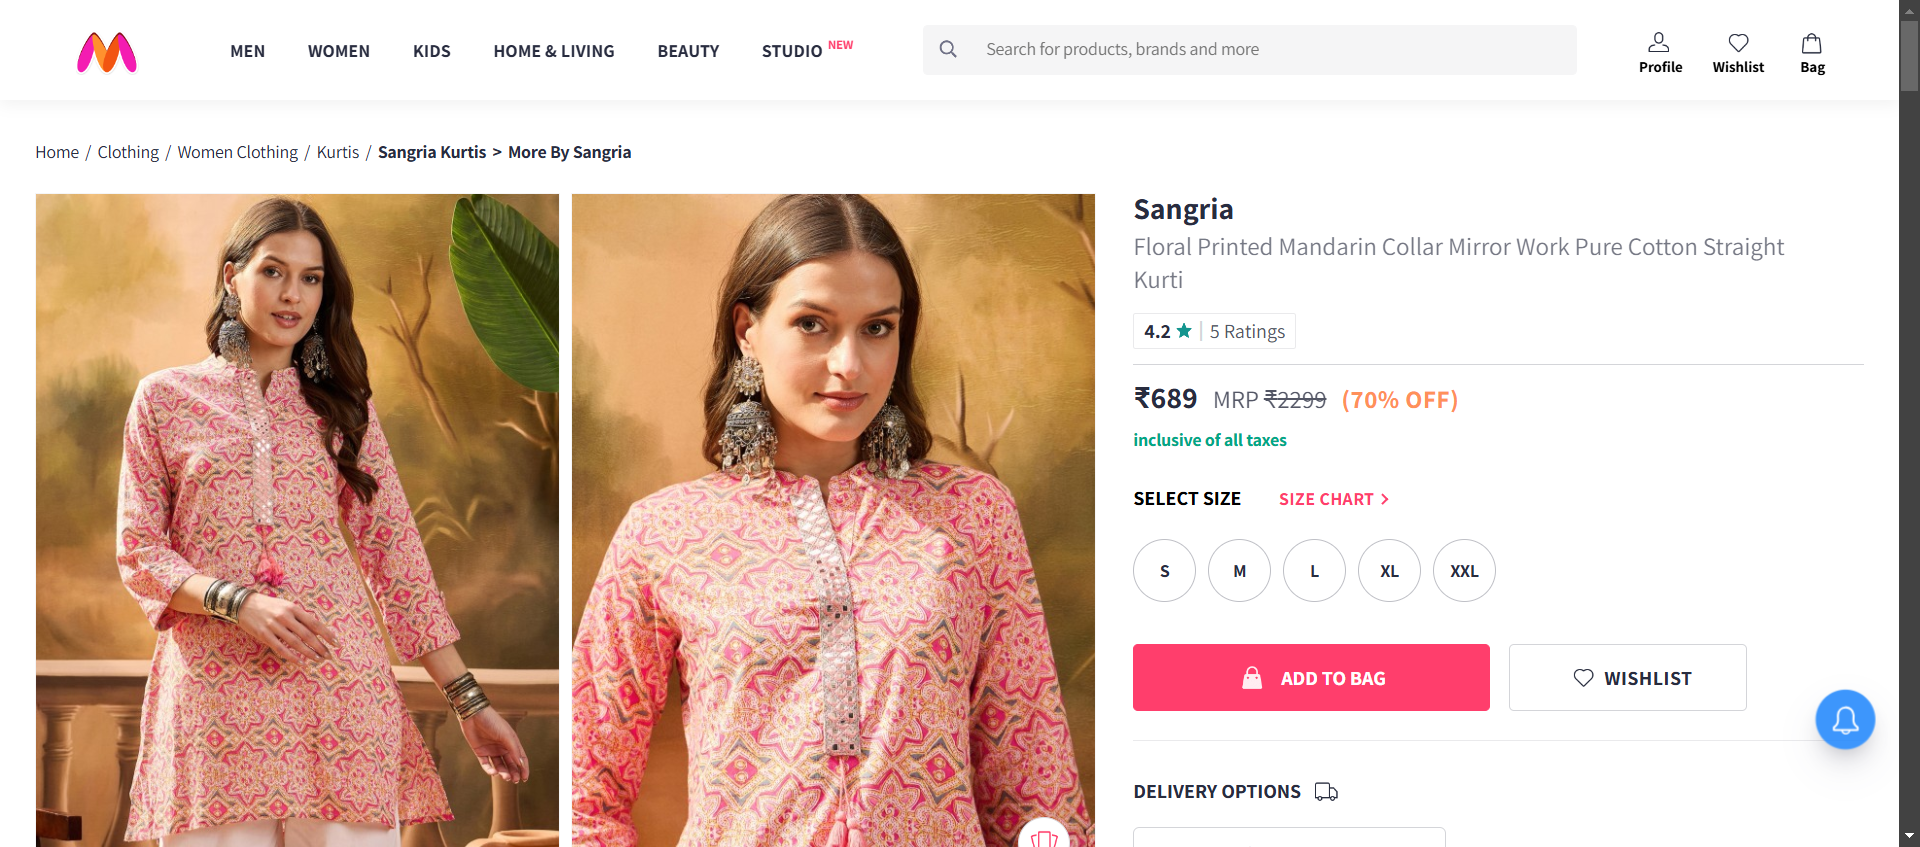 MEN WOMEN KIDS HOME & LIVING BEAUTY STUDIO NEW
Search for products, brands and more
Profile Wishlist Bag
Home / Clothing / Women Clothing / Kurtis / Sangria Kurtis > More By Sangria
Sangria
Floral Printed Mandarin Collar Mirror Work Pure Cotton Straight
Kurti
4.2 ★ | 5 Ratings
₹689 MRP ₹2299 (70% OFF)
inclusive of all taxes
SELECT SIZE SIZE CHART >
S M L XL XXL
ADD TO BAG WISHLIST
DELIVERY OPTIONS